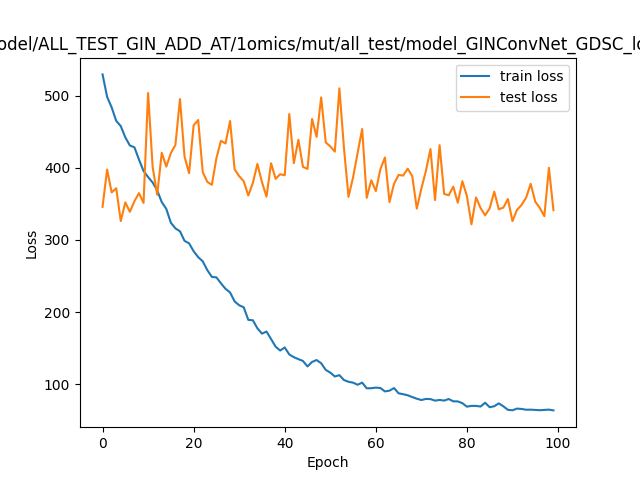 odel/ALL_TEST_GIN_ADD_AT/1omics/mut/all_test/model_GINConvNet_GDSC_lo
train loss
test loss
Loss
500
400
300
200
100
0
20
40
60
80
100
Epoch